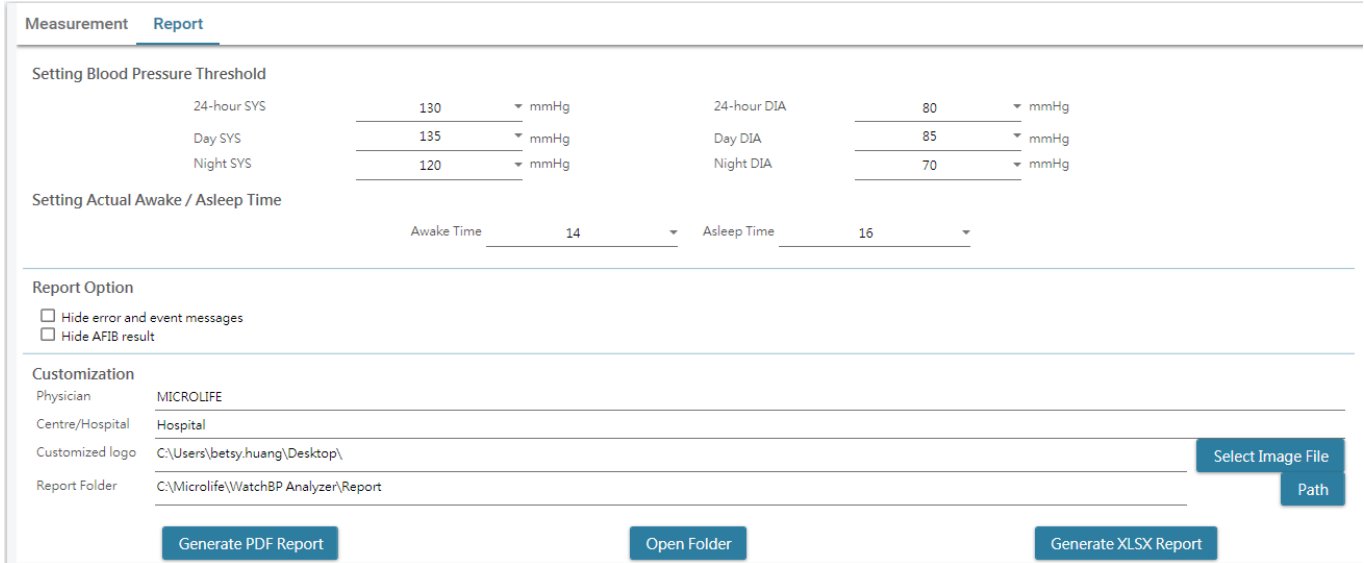 Measurement Report
Setting Blood Pressure Threshold
24-hour SYS 130 mmHg 24-hour DIA 80 mmHg
Day SYS 135 mmHg Day DIA 85 mmHg
Night SYS 120 mmHg Night DIA 70 mmHg
Setting Actual Awake / Asleep Time
Awake Time 14 Asleep Time 16
Report Option
Hide error and event messages
Hide AFIB result
Customization
Physician MICROLIFE
Centre/Hospital Hospital
Customized logo C:\Users\betsy.huang\Desktop\ Select Image File
Report Folder C:\Microlife\WatchBP Analyzer\Report Path
Generate PDF Report Open Folder Generate XLSX Report